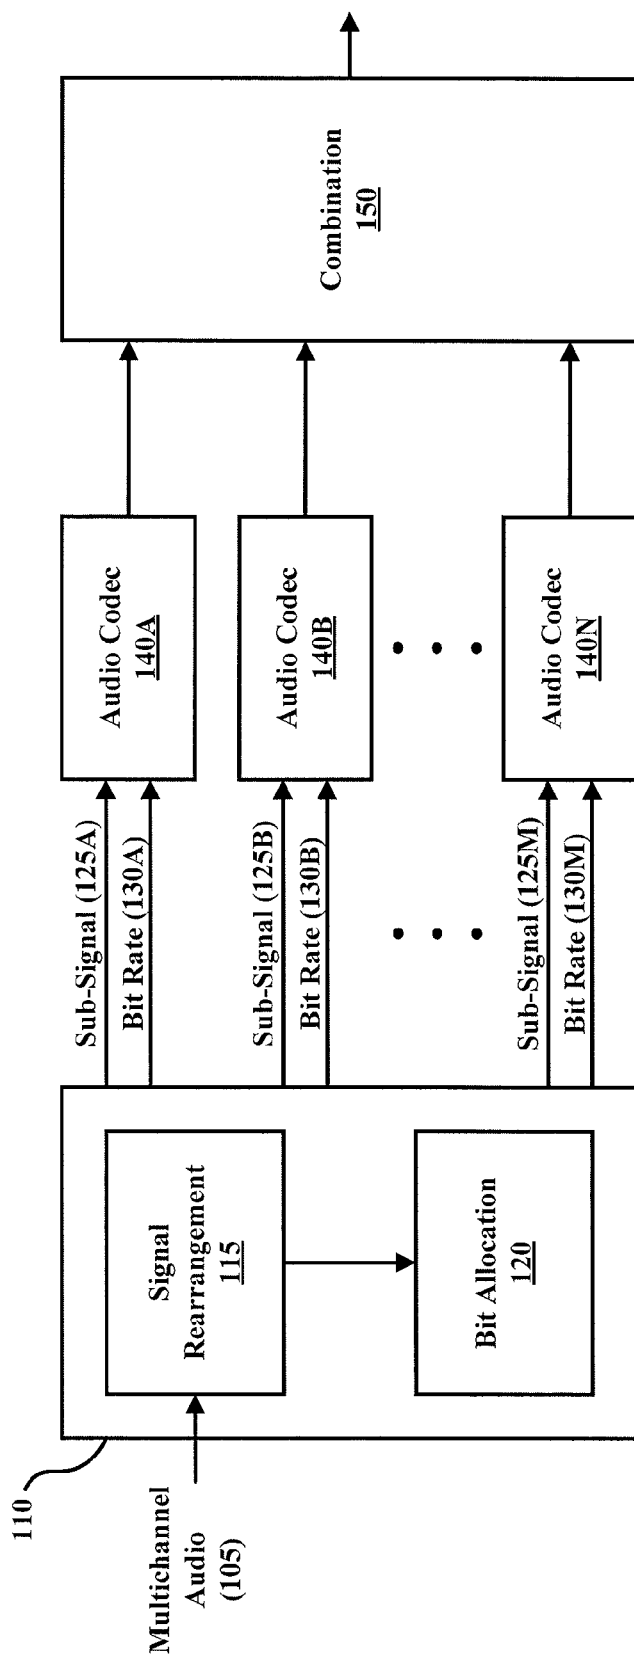 110
Multichannel
Audio
(105)
Signal
Rearrangement
115
Bit Allocation
120
Sub-Signal (125A)
Bit Rate (130A)
Sub-Signal (125B)
Bit Rate (130B)
Sub-Signal (125M)
Bit Rate (130M)
Audio Codec
140A
Audio Codec
140B
Audio Codec
140N
Combination
150